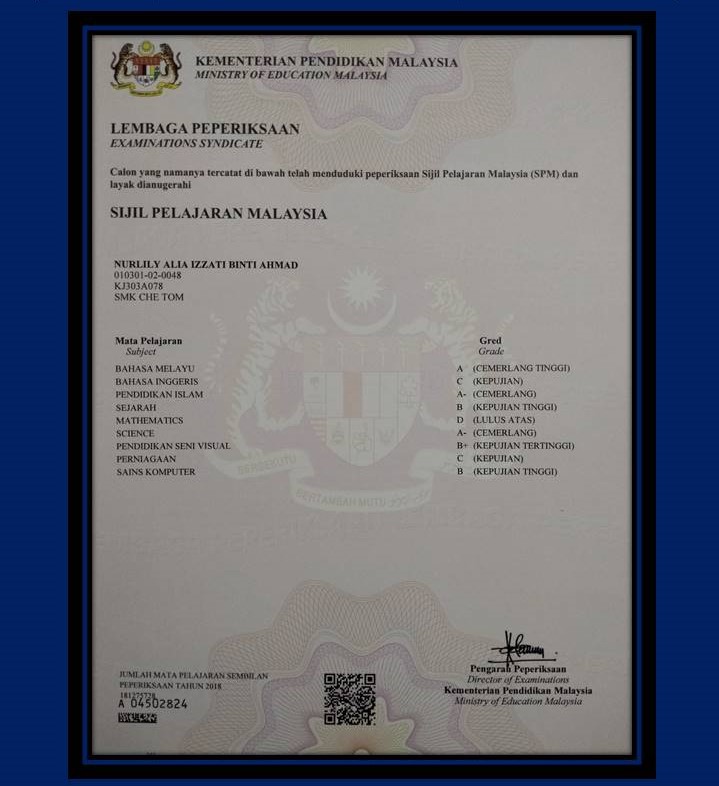 KEMENTERIAN PENDIDIKAN MALAYSIA
MINISTRY OF EDUCATION MALAYSIA
LEMBAGA PEPERIKSAAN
EXAMINATIONS SYNDICATE
Calon yang namanya tercatat di bawah telah menduduki peperiksaan Sijil Pelajaran Malaysia (SPM) dan
layak dianugerahi
SIJIL PELAJARAN MALAYSIA
NURLILY ALIA IZZATI BINTI AHMAD
010301-02-0048
KJ303A078
SMK CHE TOM
Mata Pelajaran Gred
Subject Grade
BAHASA MELAYU A (CEMERLANG TINGGI)
BAHASA INGGERIS C (KEPUJIAN)
PENDIDIKAN ISLAM A- (CEMERLANG)
SEJARAH B (KEPUJIAN TINGGI)
MATHEMATICS D (LULUS ATAS)
SCIENCE A- (CEMERLANG)
PENDIDIKAN SENI VISUAL B+ (KEPUJIAN TERTINGGI)
PERNIAGAAN C (KEPUJIAN)
SAINS KOMPUTER B (KEPUJIAN TINGGI)
BERSEKUTU
BERTAMBAH MUTU
JUMLAH MATA PELAJARAN SEMBILAN
PEPERIKSAAN TAHUN 2018
181275728
A 04502824
Pengarah Peperiksaan
Director of Examinations
Kementerian Pendidikan Malaysia
Ministry of Education Malaysia